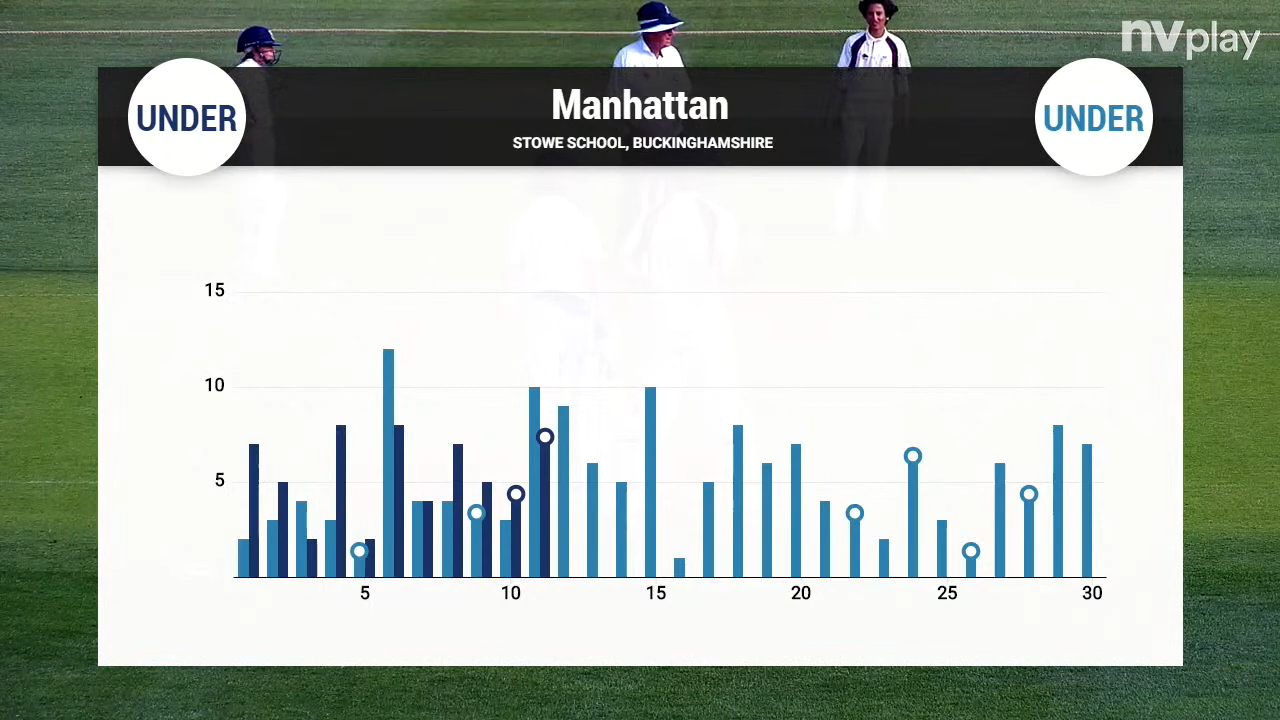 nvplay
UNDER
Manhattan
STOWE SCHOOL, BUCKINGHAMSHIRE
UNDER
15
10
5
5 10 15 20 25 30